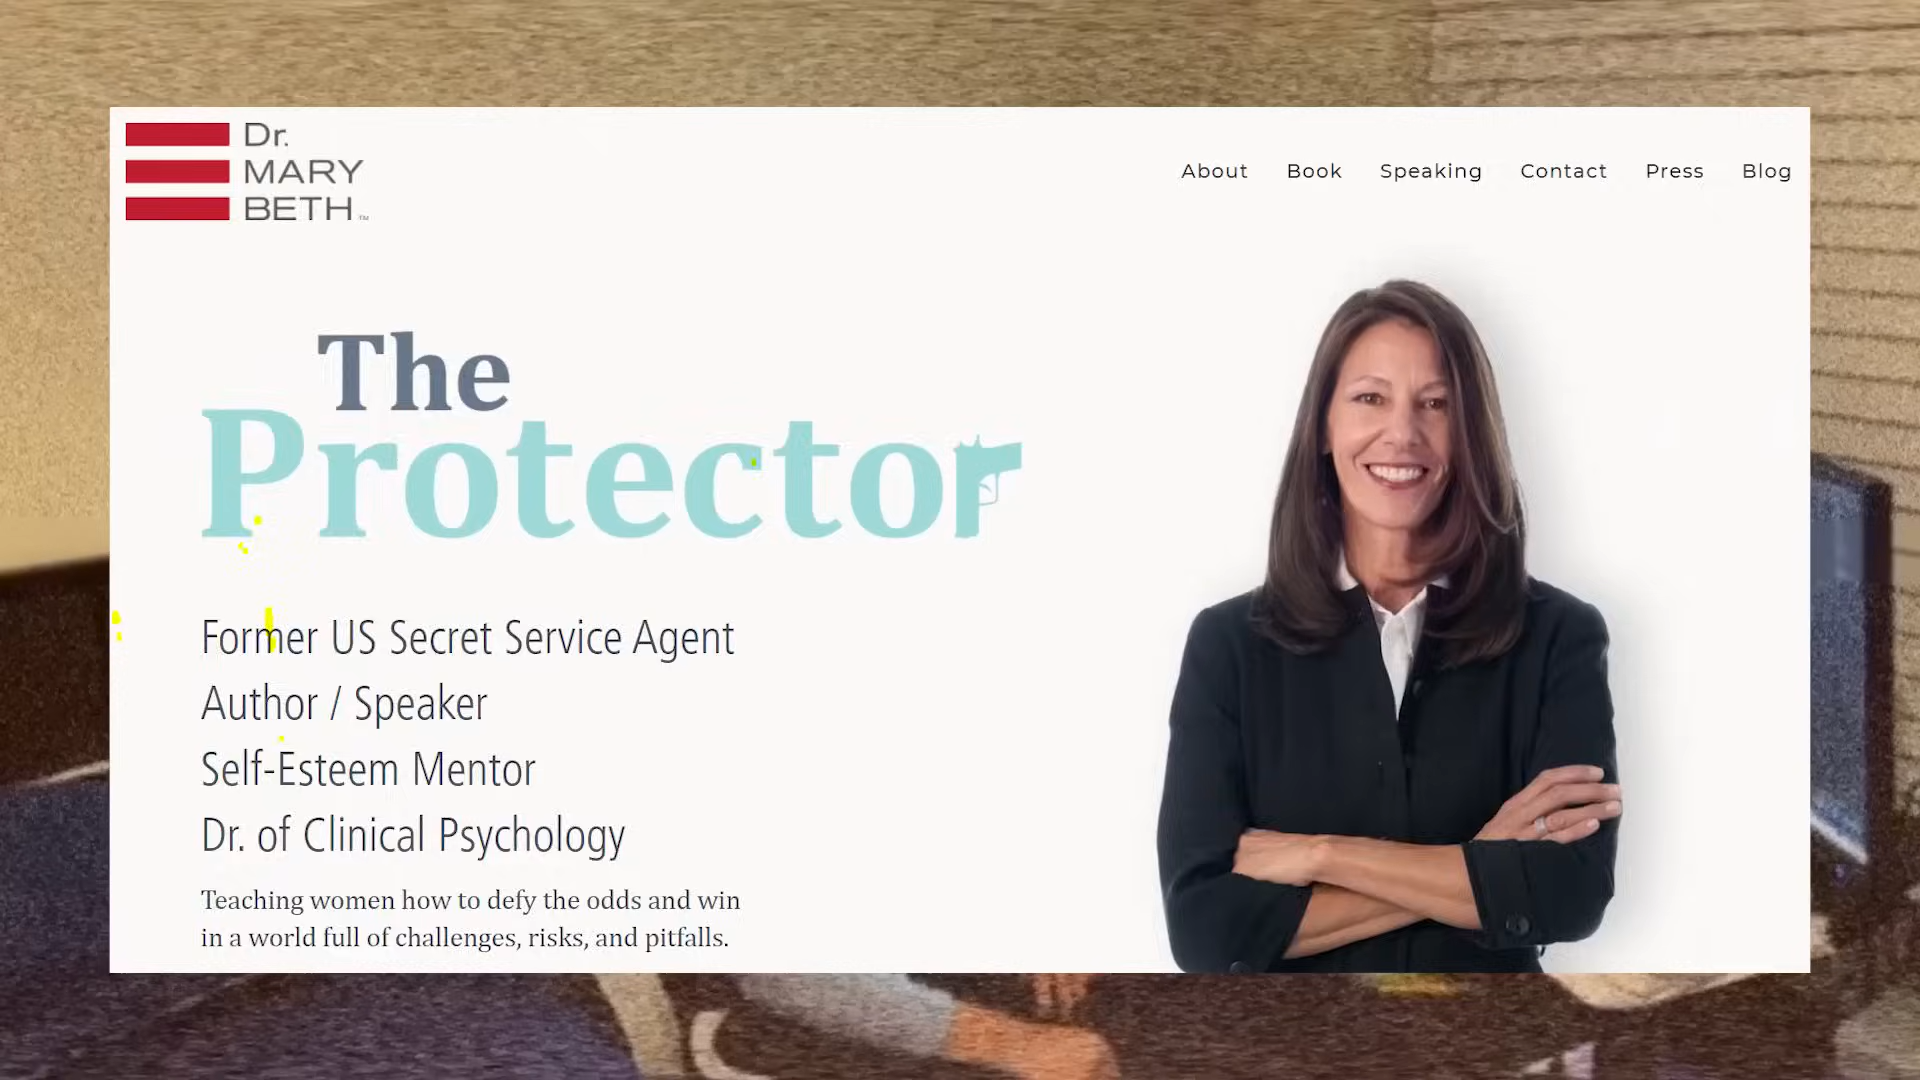 Dr.
MARY
BETH™
About Book Speaking Contact Press Blog
The
Protector
Former US Secret Service Agent
Author / Speaker
Self-Esteem Mentor
Dr. of Clinical Psychology
Teaching women how to defy the odds and win
in a world full of challenges, risks, and pitfalls.